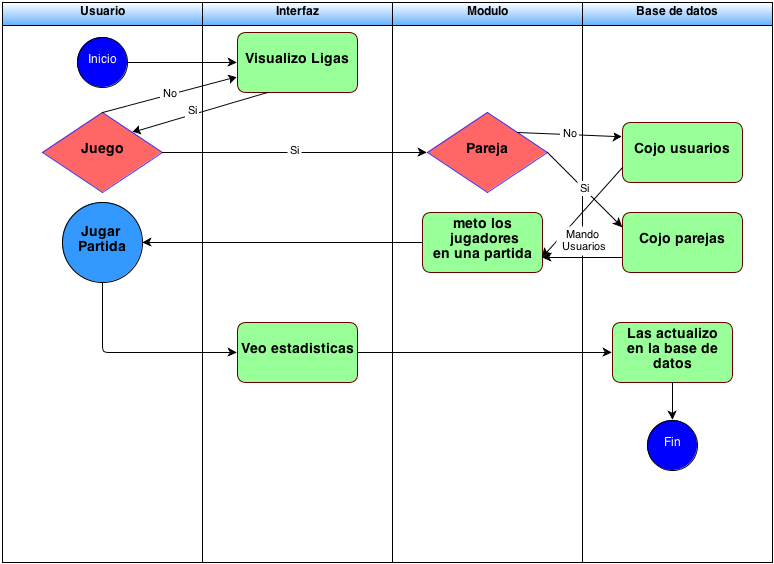 Usuario
Interfaz
Modulo
Base de datos
Inicio
Visualizo Ligas
No
Si
Juego
Si
Pareja
No
Cojo usuarios
Si
Jugar
Partida
meto los
jugadores
en una partida
Mando
Usuarios
Cojo parejas
Veo estadisticas
Las actualizo
en la base de
datos
Fin